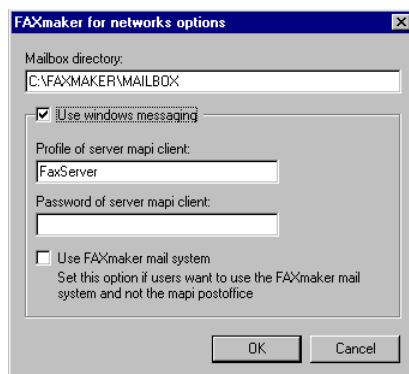 FAXmaker for networks options
Mailbox directory:
C:\FAXMAKER\MAILBOX
Use windows messaging
Profile of server mapi client:
FaxServer
Password of server mapi client:
Use FAXmaker mail system
Set this option if users want to use the FAXmaker mail
system and not the mapi postoffice
OK
Cancel